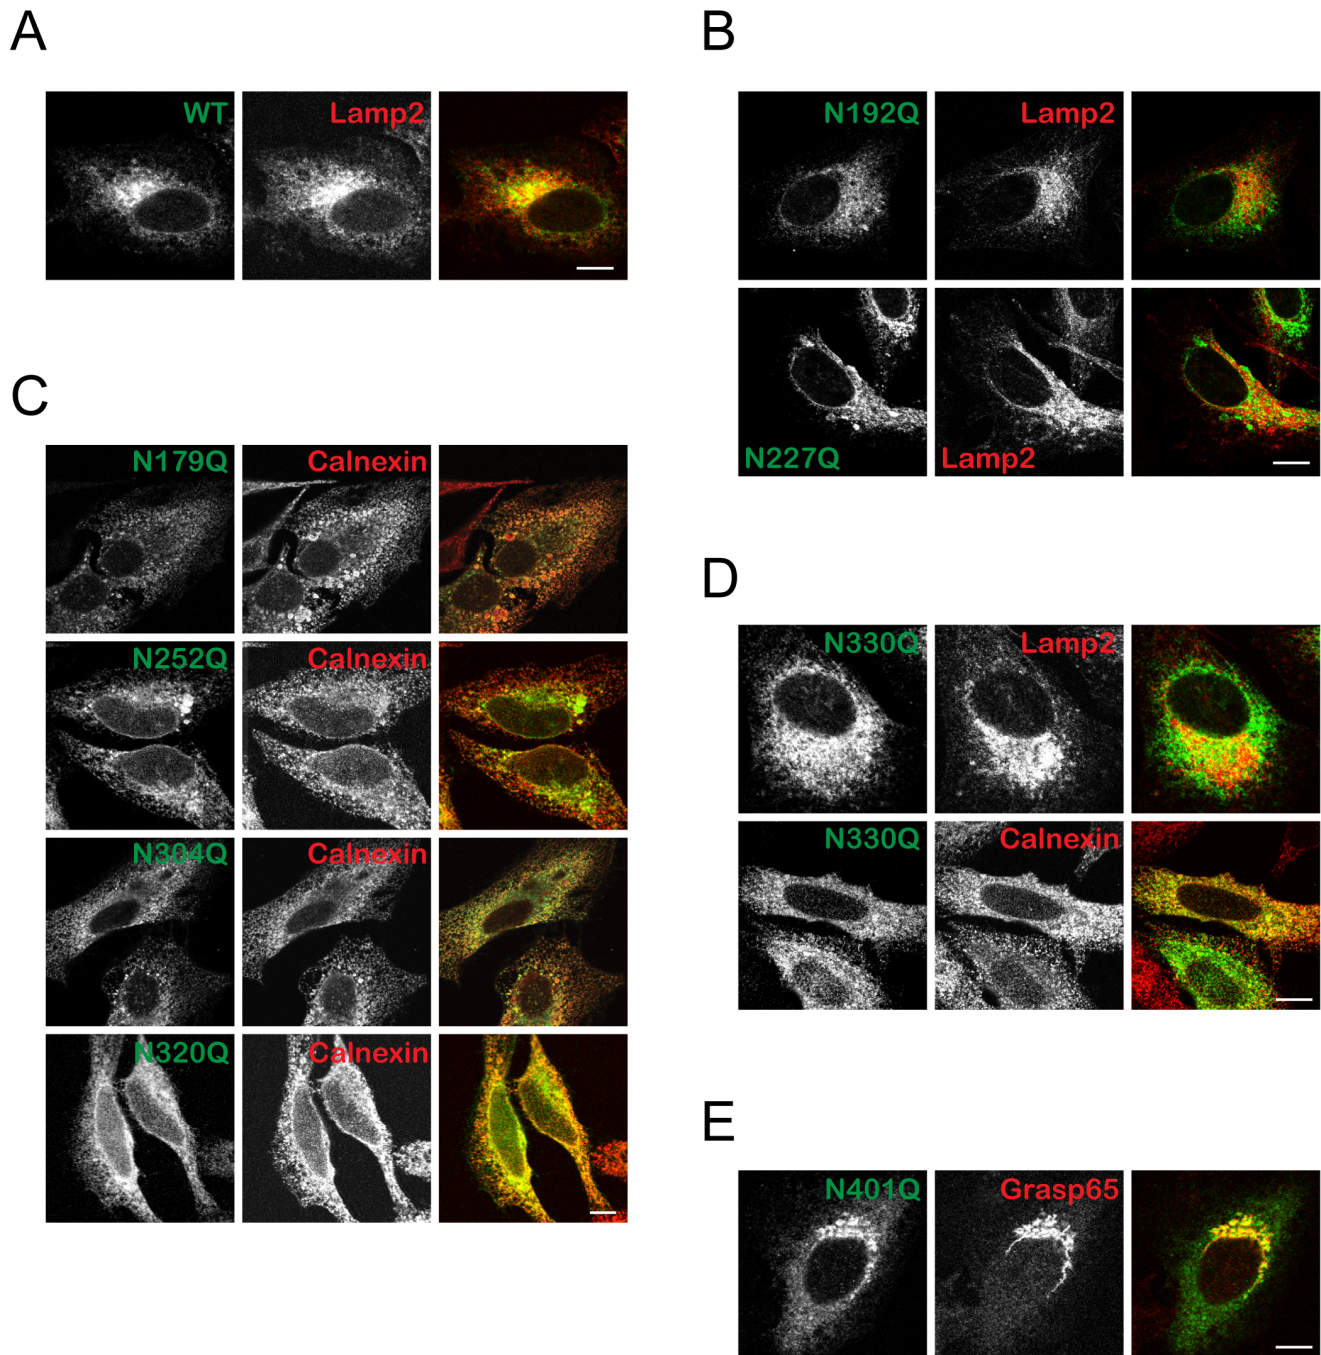 A
WT
Lamp2
B
N192Q
Lamp2
N227Q
Lamp2
C
N179Q
Calnexin
N252Q
Calnexin
N304Q
Calnexin
N320Q
Calnexin
D
N330Q
Lamp2
N330Q
Calnexin
E
N401Q
Grasp65